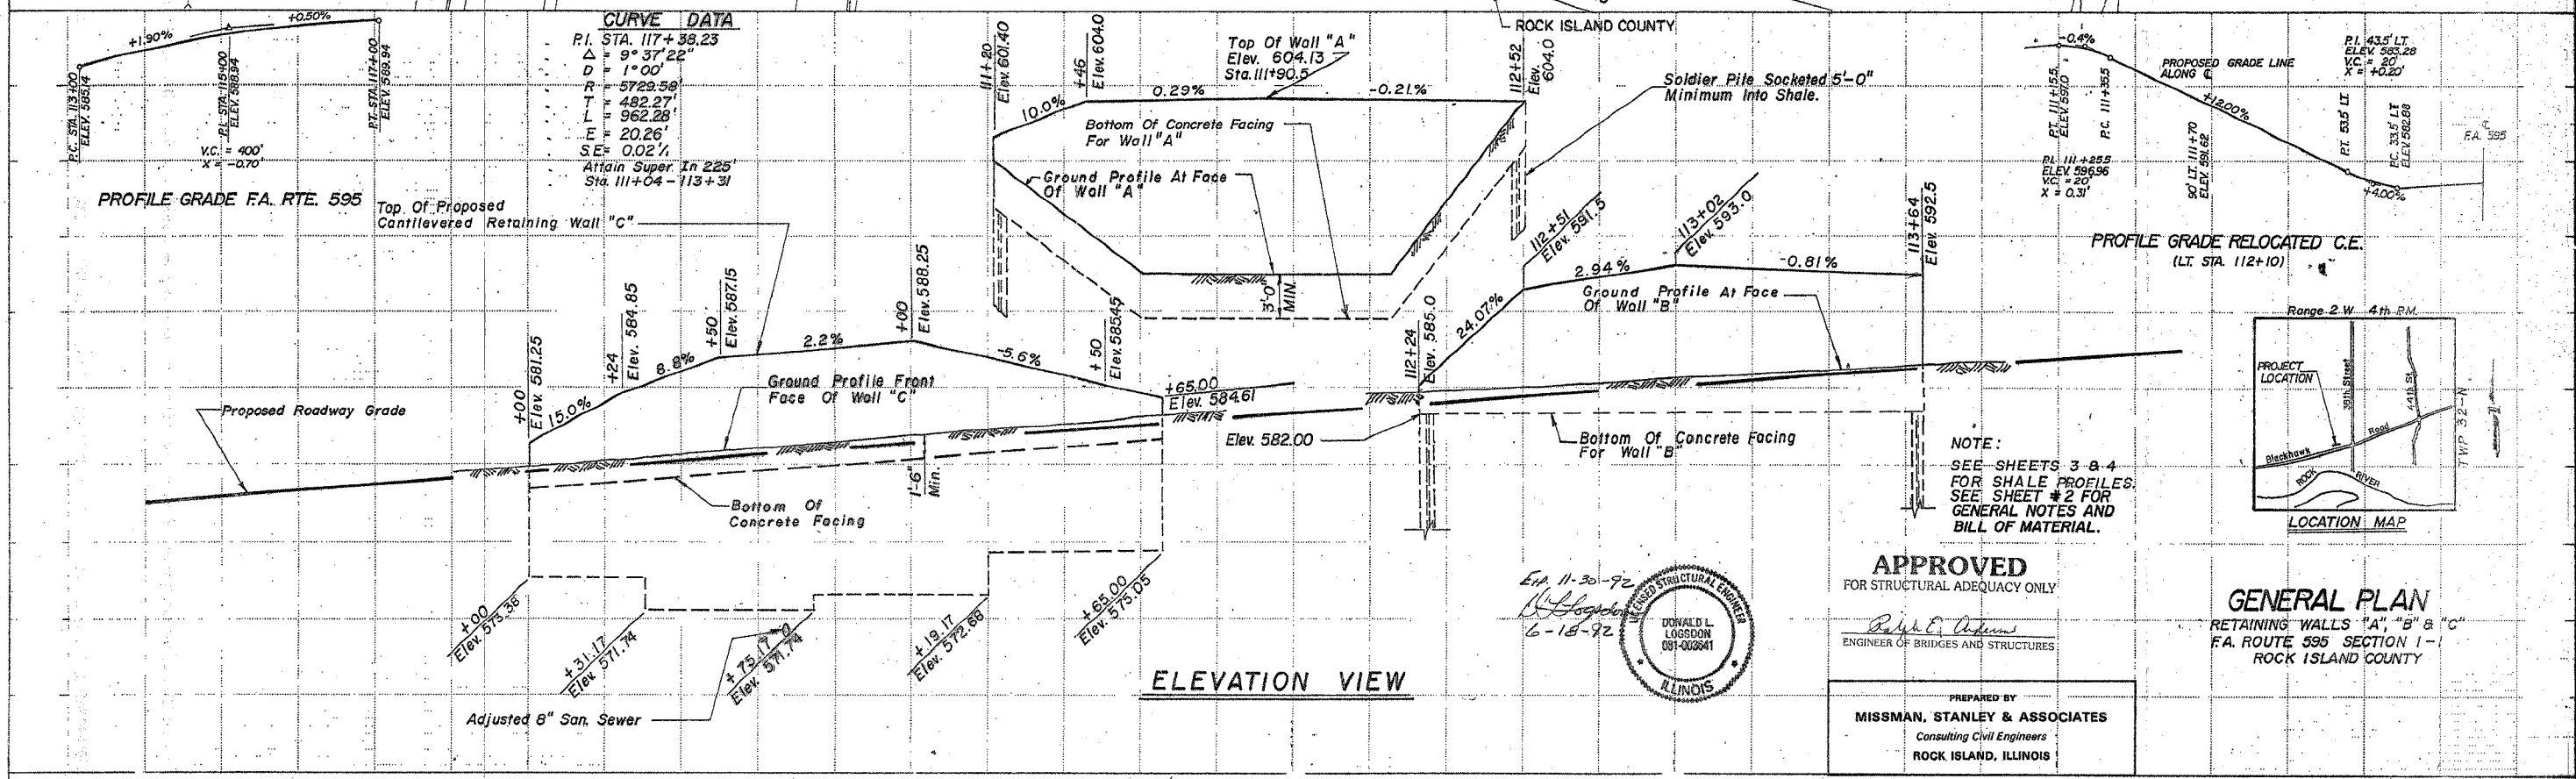 +1.90%
+0.50%
P.C. STA. 113+00
ELEV. 585.14
P.I. STA. 115+00
ELEV. 588.94
P.T. STA. 117+00
ELEV. 589.94
V.C. = 400'
X = -0.70'
PROFILE GRADE F.A. RTE. 595
CURVE DATA
P.I. STA. 117+38.23
Δ = 9° 37' 22"
D = 1° 00'
R = 5729.58'
T = 482.27'
L = 962.28'
E = 20.26'
S.E.= 0.02'/,
Attain Super. In 225'
Sta. 111+04 - 113+31
Top Of Proposed
Cantilevered Retaining Wall "C"
111+20
Elev. 601.40
+46
Elev. 604.0
Top Of Wall "A"
Elev. 604.13
Sta.111+90.5
112+52
Elev. 604.0
ROCK ISLAND COUNTY
10.0%
0.29%
-0.21%
Bottom Of Concrete Facing
For Wall "A"
Ground Profile At Face
Of Wall "A"
3'-0"
MIN.
Soldier Pile Socketed 5'-0"
Minimum Into Shale.
-0.4%
PROPOSED GRADE LINE
ALONG ℄
+12.00%
P.I. 43.5' LT.
ELEV. 583.28
V.C. = 20'
X = +0.20'
P.T. 111+15.5
ELEV. 597.0
P.C. 111+35.5
P.I. 111+25.5
ELEV. 596.96
V.C. = 20'
X = 0.31'
90' LT. 111+70
ELEV. 591.62
P.T. 53.5' LT.
P.C. 33.5' LT
ELEV. 582.88
+4.00%
℄
F.A. 595
PROFILE GRADE RELOCATED C.E.
(LT. STA. 112+10)
Proposed Roadway Grade
+00
Elev. 581.25
15.0%
+24
Elev. 584.85
8.8%
+50
Elev. 587.15
2.2%
+00
Elev. 588.25
-5.6%
+50
Elev. 585.45
+65.00
Elev. 584.61
Ground Profile Front
Face Of Wall "C"
1'-6"
Min.
Bottom Of
Concrete Facing
+00
Elev. 573.38
+31.17
Elev. 571.74
+75.17
Elev. 571.74
+19.17
Elev. 572.68
+65.00
Elev. 575.05
Adjusted 8" San. Sewer
112+24
Elev. 585.0
24.07%
112+51
Elev. 591.5
2.94%
113+02
Elev. 593.0
-0.81%
113+64
Elev. 592.5
Ground Profile At Face
Of Wall "B"
Elev. 582.00
Bottom Of Concrete Facing
For Wall "B"
ELEVATION VIEW
NOTE:
SEE SHEETS 3 & 4
FOR SHALE PROFILES.
SEE SHEET #2 FOR
GENERAL NOTES AND
BILL OF MATERIAL.
Range 2 W 4th P.M.
PROJECT
LOCATION
38th Street
44th St.
Blackhawk Road
ROCK RIVER
TWP 32-N
LOCATION MAP
Exp. 11-30-92
6-18-92
LICENSED STRUCTURAL ENGINEER
DONALD L.
LOGSDON
081-003641
ILLINOIS
APPROVED
FOR STRUCTURAL ADEQUACY ONLY
Ralph E. Anderson
ENGINEER OF BRIDGES AND STRUCTURES
PREPARED BY
MISSMAN, STANLEY & ASSOCIATES
Consulting Civil Engineers
ROCK ISLAND, ILLINOIS
GENERAL PLAN
RETAINING WALLS "A", "B" & "C"
F.A. ROUTE 595 SECTION 1-1
ROCK ISLAND COUNTY